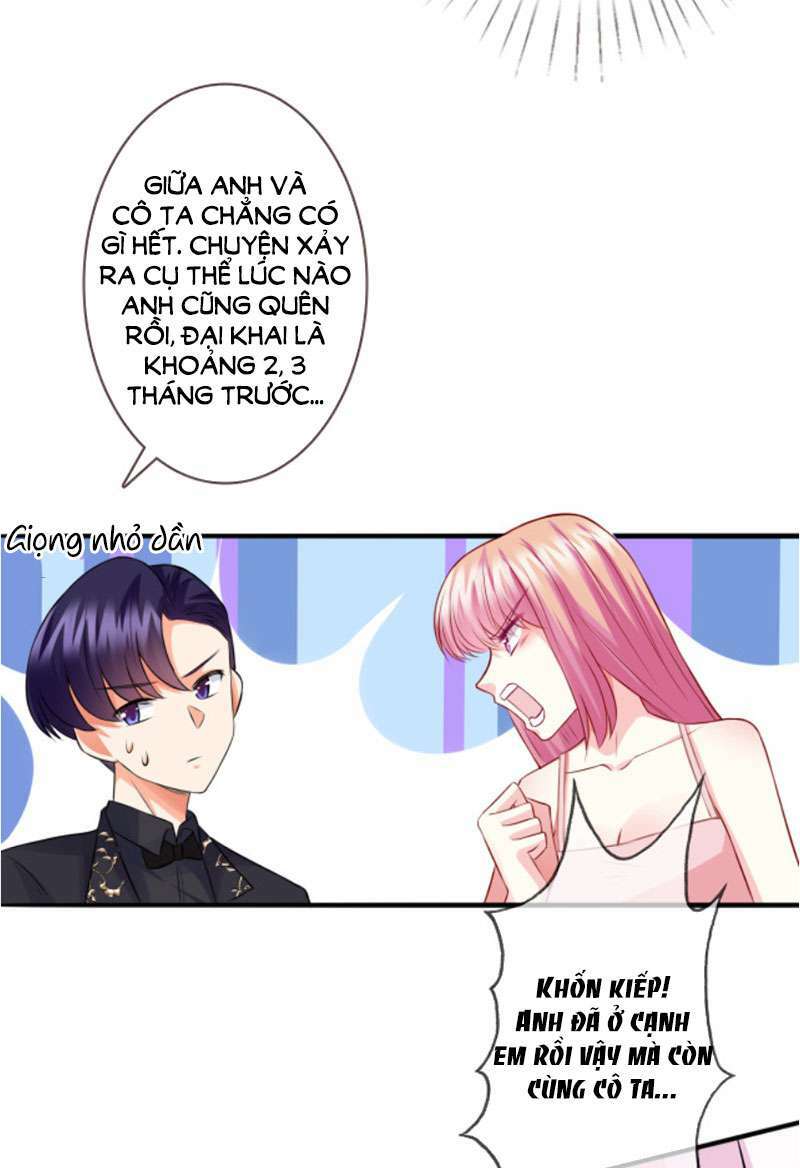 GIỮA ANH VÀ
CÔ TA CHẲNG CÓ
GÌ HẾT. CHUYỆN XẢY
RA CỤ THỂ LÚC NÀO
ANH CŨNG QUÊN
RỒI, ĐẠI KHAI LÀ
KHOẢNG 2, 3
THÁNG TRƯỚC...
Giọng nhỏ dần
KHỐN KIẾP!
ANH ĐÃ Ở CẠNH
EM RỒI VẬY MÀ CÒN
CÙNG CÔ TA...